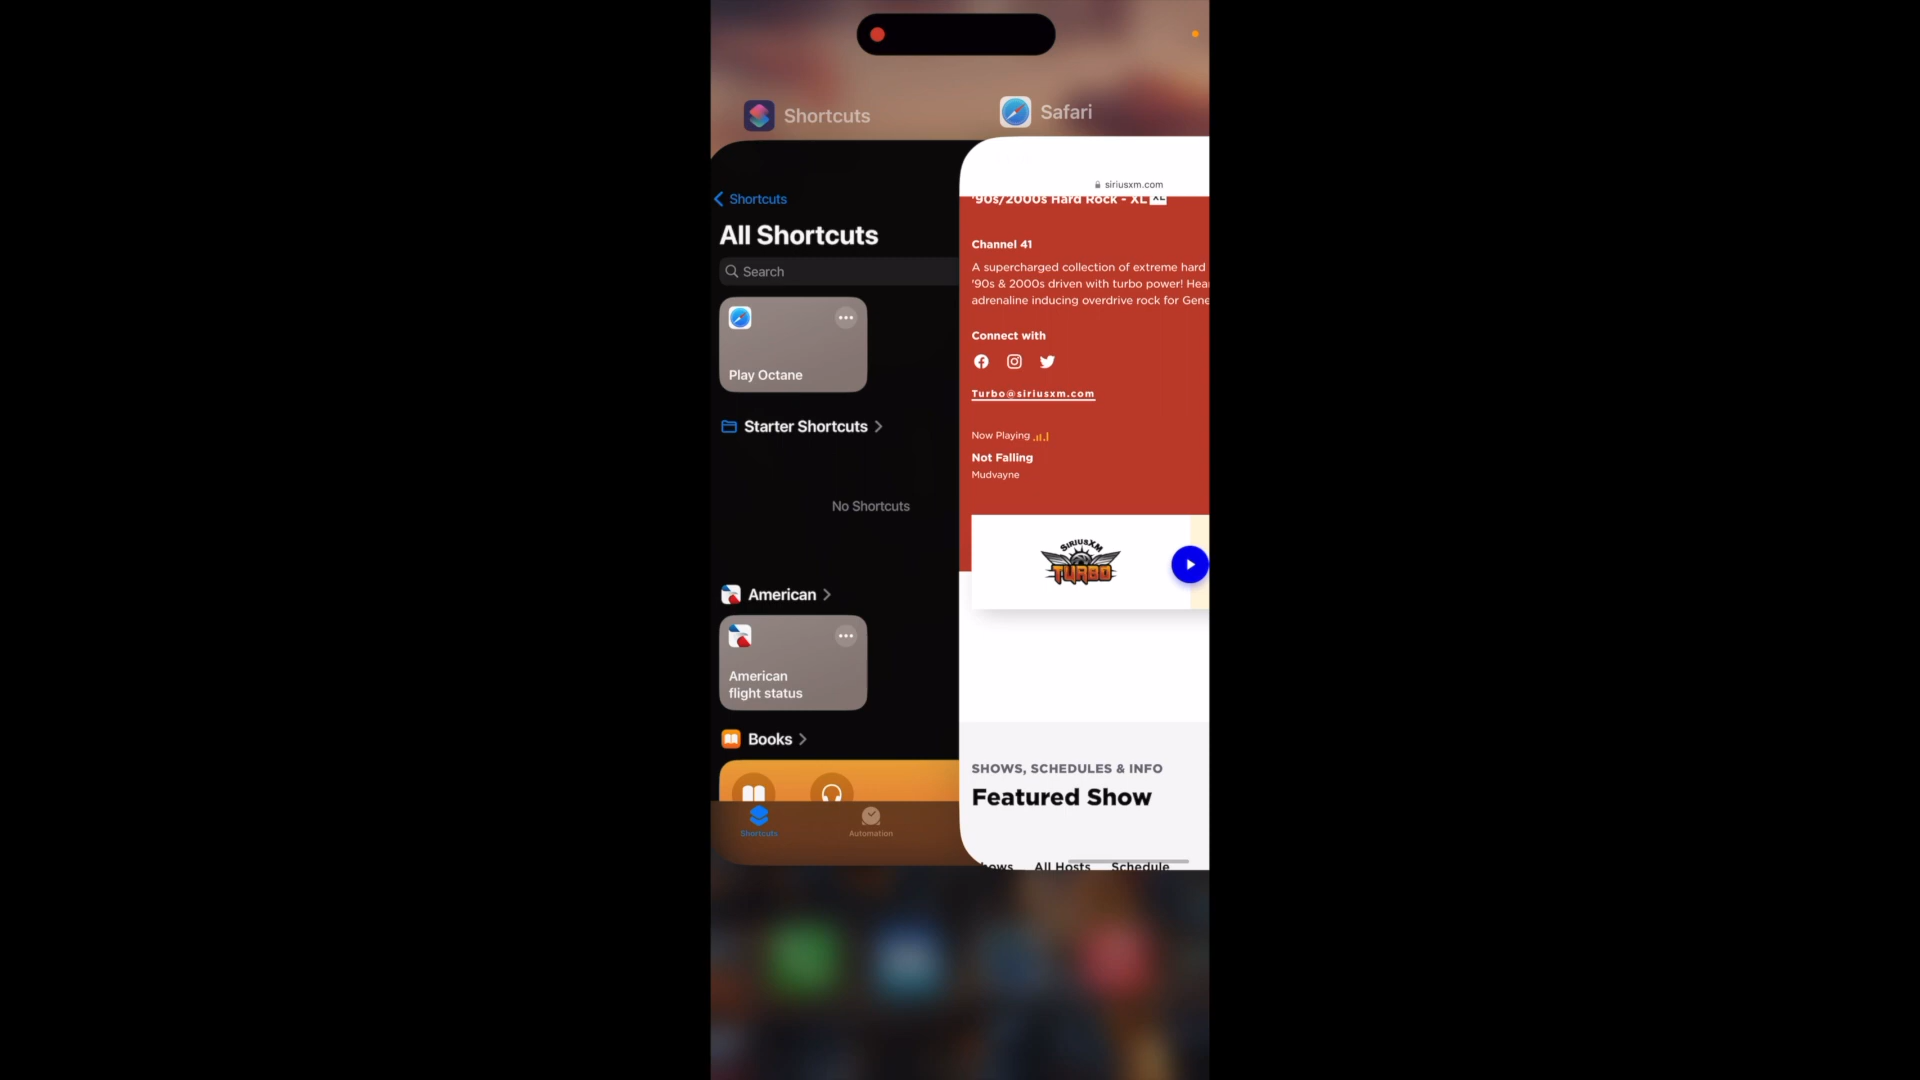 Shortcuts
Safari
Shortcuts
All Shortcuts
Search
Play Octane
Starter Shortcuts
No Shortcuts
American
American
flight status
Books
Shortcuts
Automation
siriusxm.com
'90s/2000s Hard Rock - XL XL
Channel 41
A supercharged collection of extreme hard
'90s & 2000s driven with turbo power! Hea
adrenaline inducing overdrive rock for Gene
Connect with
Turbo@siriusxm.com
Now Playing
Not Falling
Mudvayne
SIRIUSXM
TURBO
SHOWS, SCHEDULES & INFO
Featured Show
hows All Hosts Schedule